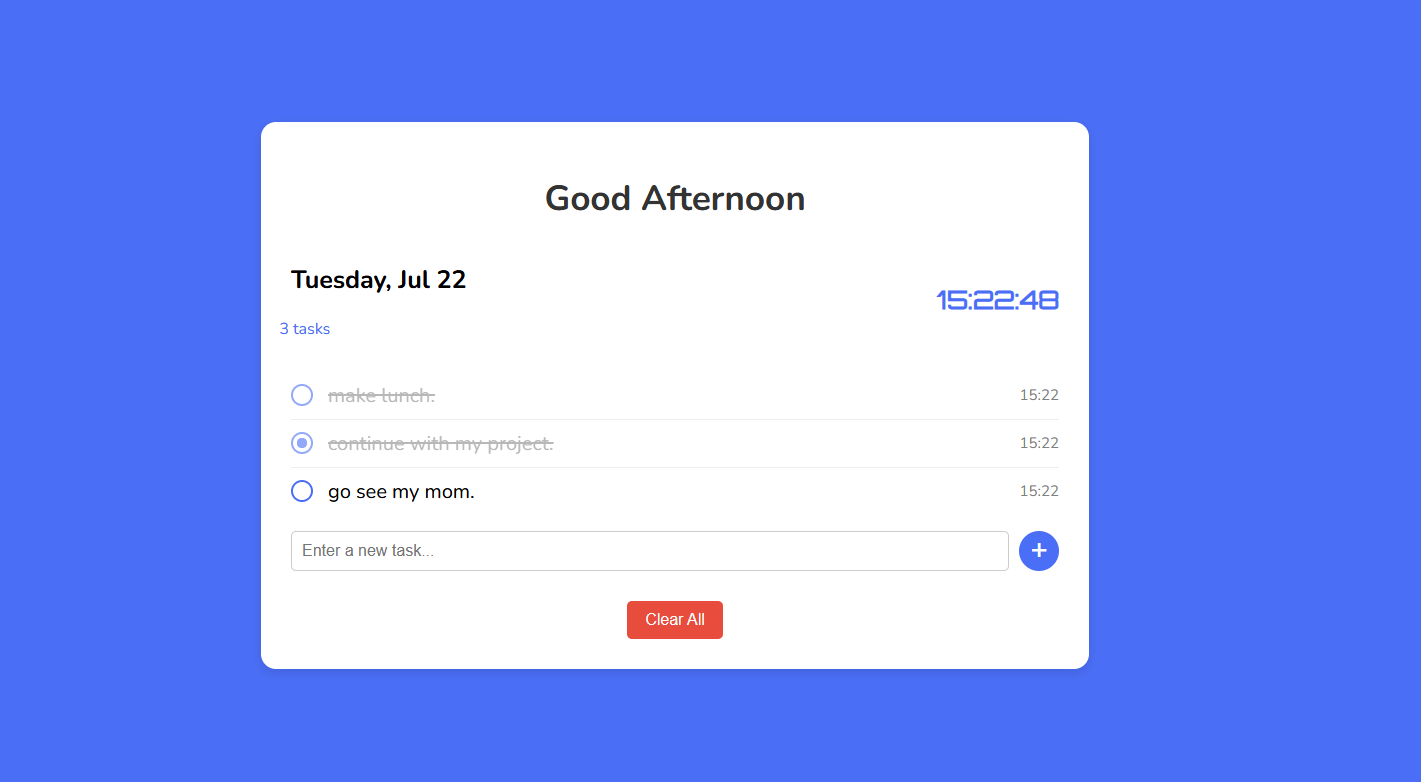 Good Afternoon
Tuesday, Jul 22
15:22:48
3 tasks
make lunch. 15:22
continue with my project. 15:22
go see my mom. 15:22
Enter a new task...
+
Clear All